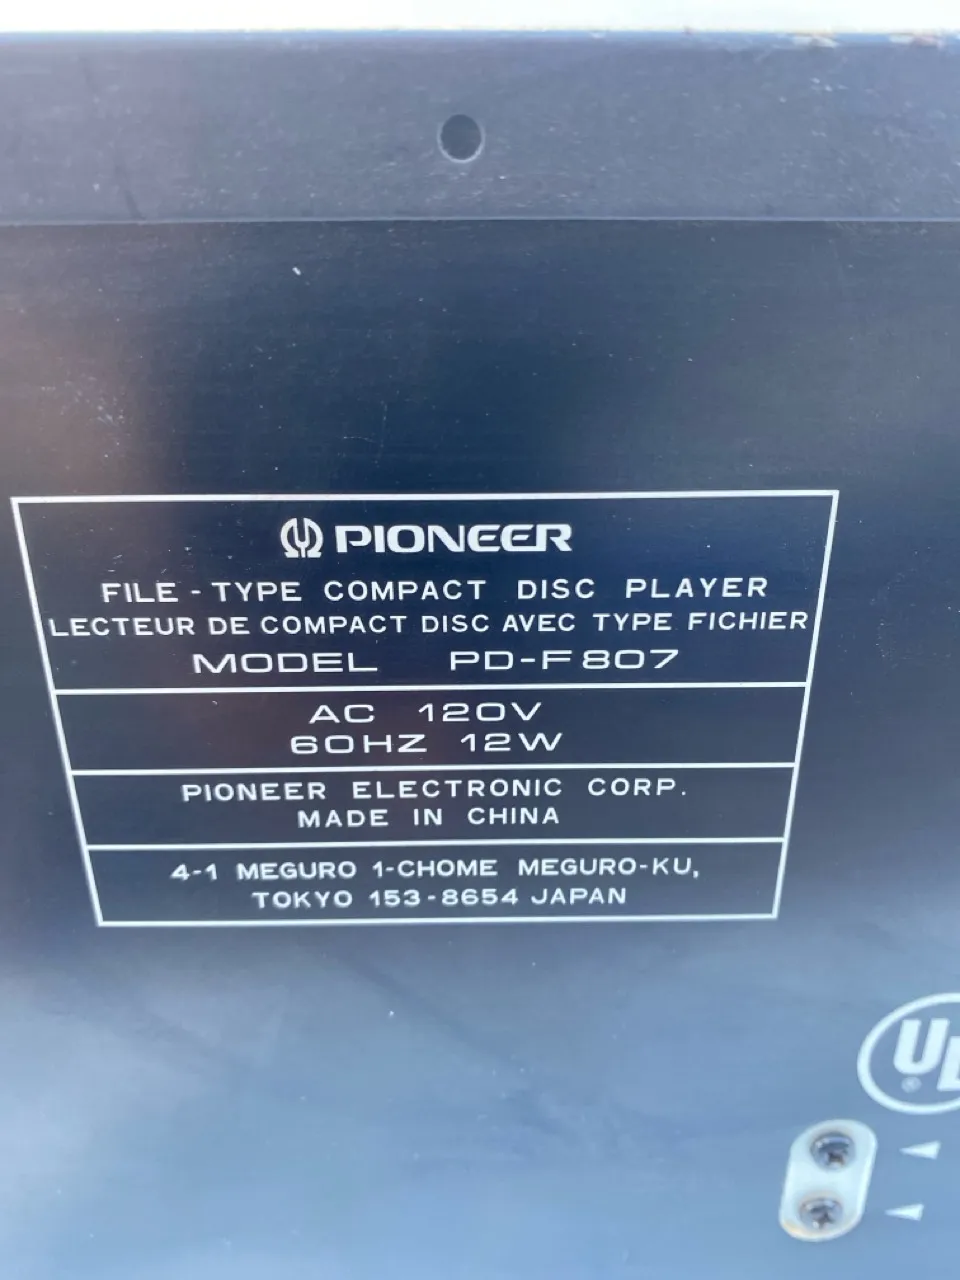 PIONEER
FILE-TYPE COMPACT DISC PLAYER
LECTEUR DE COMPACT DISC AVEC TYPE FICHIER
MODEL PD-F807
AC 120V
60HZ 12W
PIONEER ELECTRONIC CORP.
MADE IN CHINA
4-1 MEGURO 1-CHOME MEGURO-KU,
TOKYO 153-8654 JAPAN
UL
®